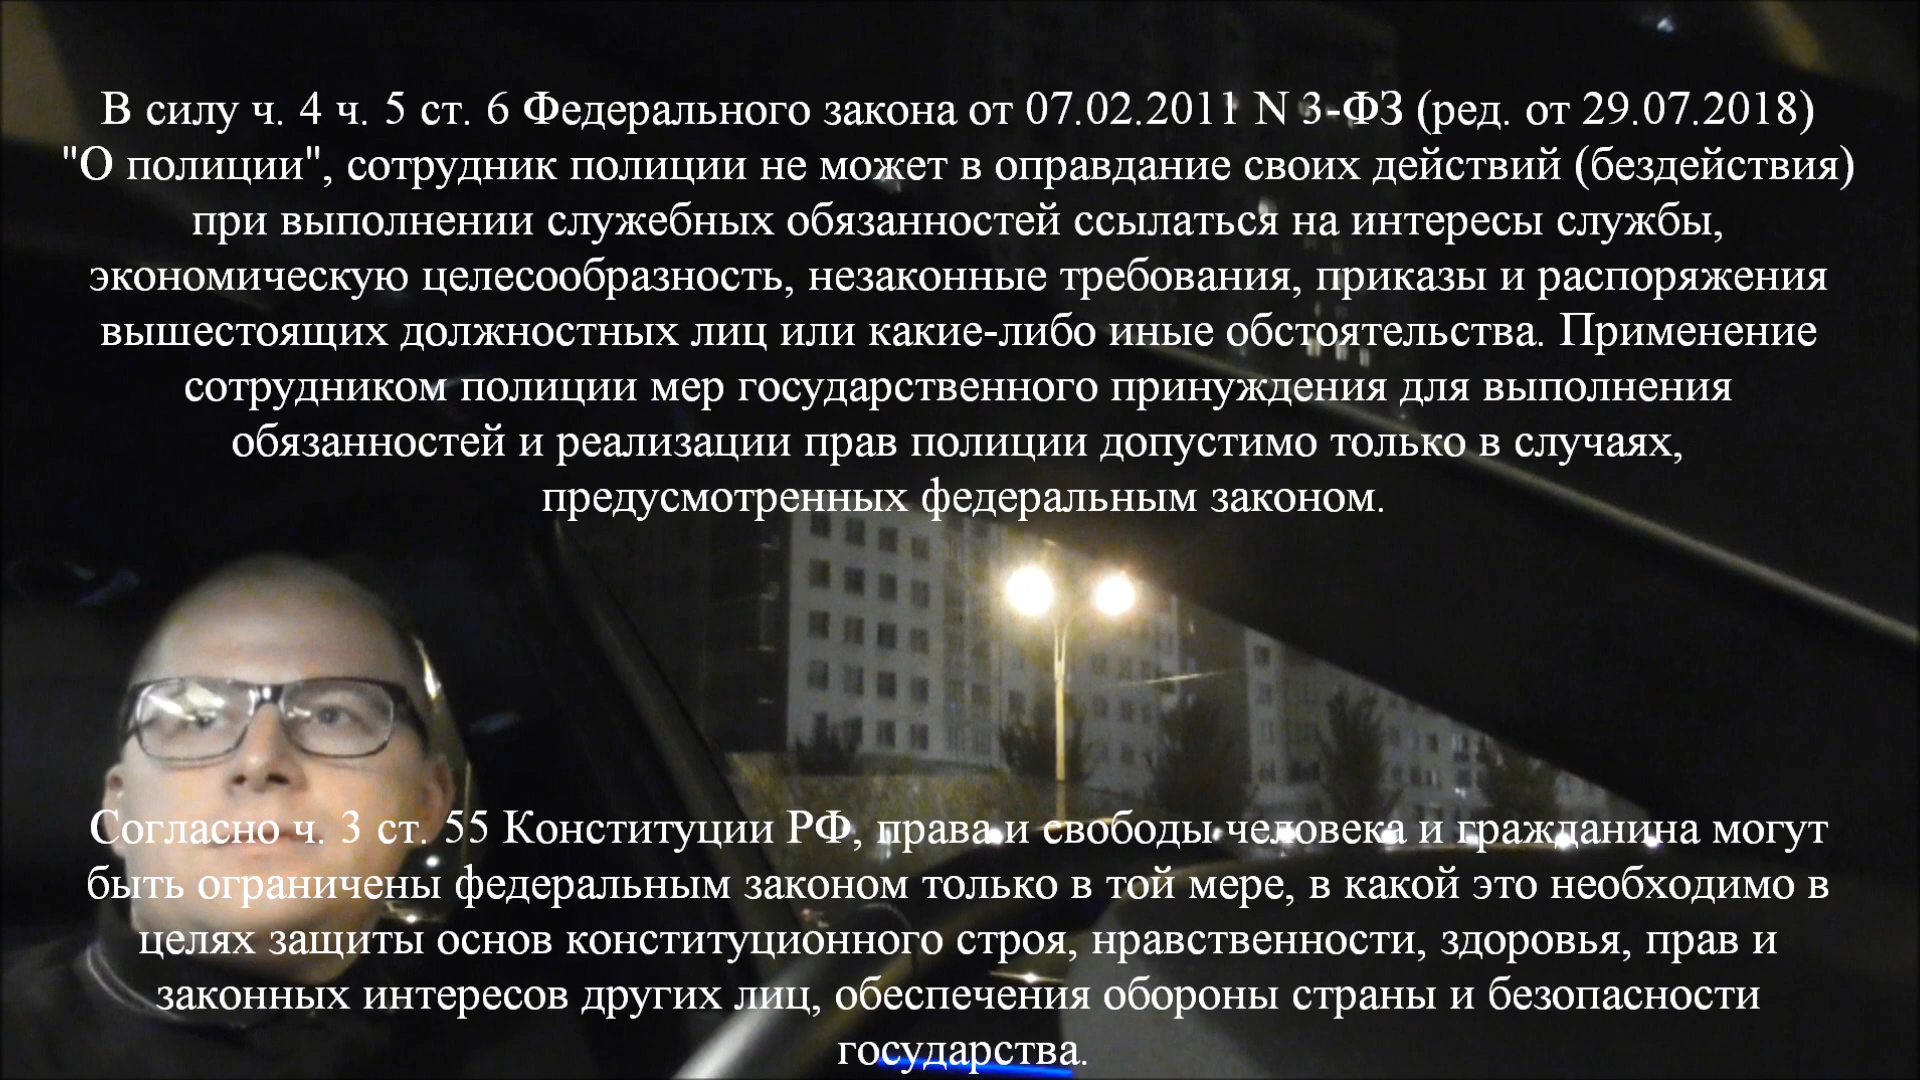 В силу ч. 4 ч. 5 ст. 6 Федерального закона от 07.02.2011 N 3-ФЗ (ред. от 29.07.2018)
"О полиции", сотрудник полиции не может в оправдание своих действий (бездействия)
при выполнении служебных обязанностей ссылаться на интересы службы,
экономическую целесообразность, незаконные требования, приказы и распоряжения
вышестоящих должностных лиц или какие-либо иные обстоятельства. Применение
сотрудником полиции мер государственного принуждения для выполнения
обязанностей и реализации прав полиции допустимо только в случаях,
предусмотренных федеральным законом.
Согласно ч. 3 ст. 55 Конституции РФ, права и свободы человека и гражданина могут
быть ограничены федеральным законом только в той мере, в какой это необходимо в
целях защиты основ конституционного строя, нравственности, здоровья, прав и
законных интересов других лиц, обеспечения обороны страны и безопасности
государства.